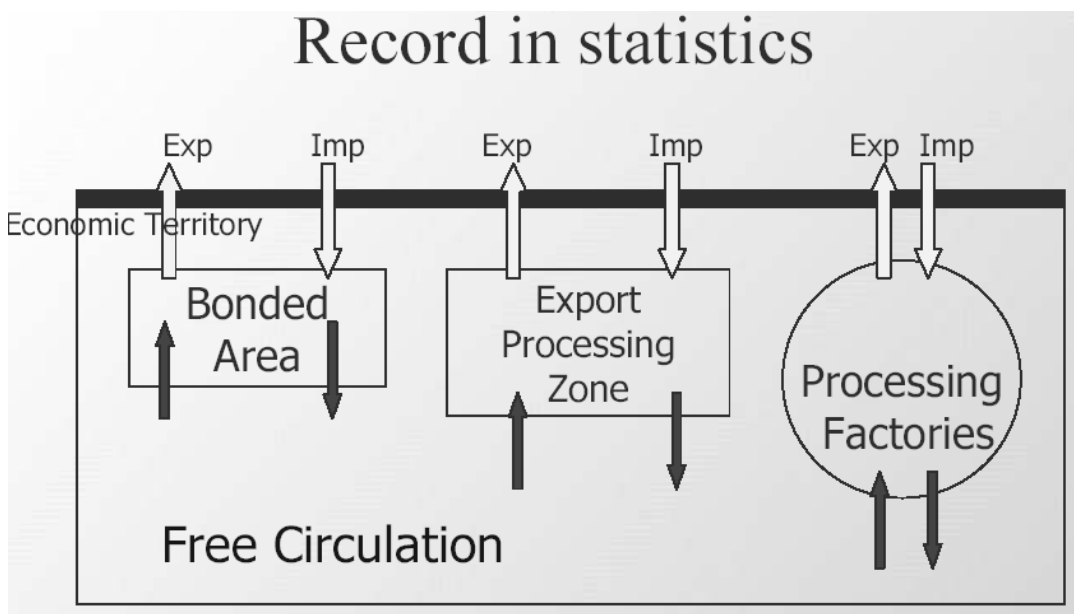 Record in statistics
Exp Imp Exp Imp Exp Imp
Economic Territory
Bonded
Area
Export
Processing
Zone
Processing
Factories
Free Circulation